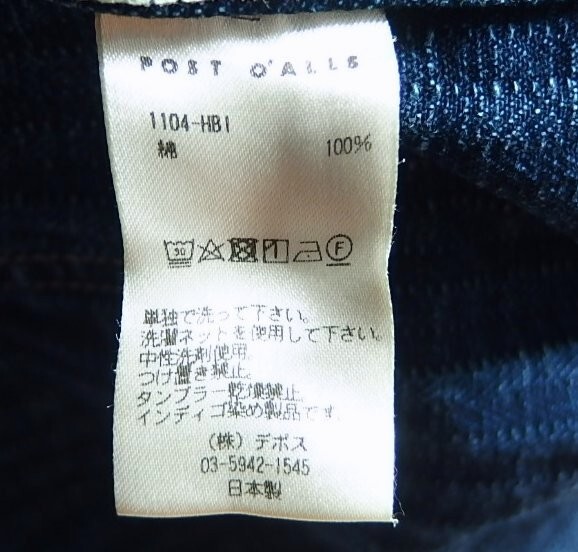 POST O'ALLS
1104-HBI
綿 100%
30 F
単独で洗って下さい。
洗濯ネットを使用して下さい。
中性洗剤使用。
つけ置き禁止。
タンブラー乾燥禁止。
インディゴ染め製品です。
(株) デポス
03-5942-1545
日本製